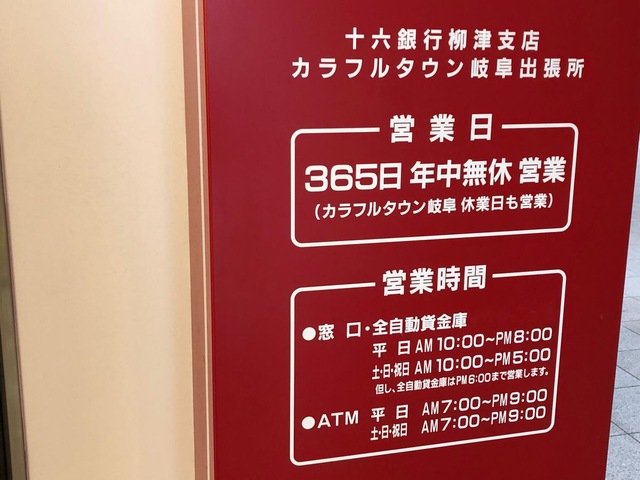 十六銀行柳津支店
カラフルタウン岐阜出張所
営業日
365日 年中無休 営業
(カラフルタウン岐阜 休業日も営業)
営業時間
●窓 口・全自動貸金庫
平 日 AM 10:00〜PM 8:00
土・日・祝日 AM 10:00〜PM 5:00
但し、全自動貸金庫はPM 6:00まで営業します。
●ATM 平 日 AM 7:00〜PM 9:00
土・日・祝日 AM 7:00〜PM 9:00